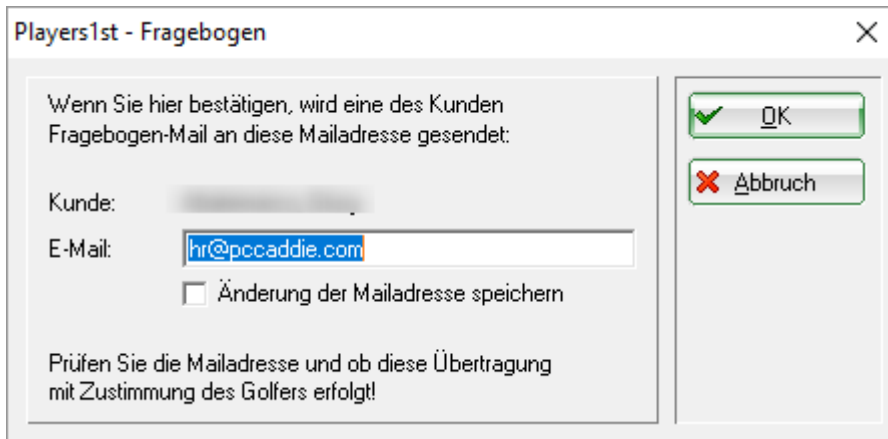 Players1st - Fragebogen
Wenn Sie hier bestätigen, wird eine des Kunden
Fragebogen-Mail an diese Mailadresse gesendet:
OK
Abbruch
Kunde:
E-Mail: hr@pccaddie.com
Änderung der Mailadresse speichern
Prüfen Sie die Mailadresse und ob diese Übertragung
mit Zustimmung des Golfers erfolgt!